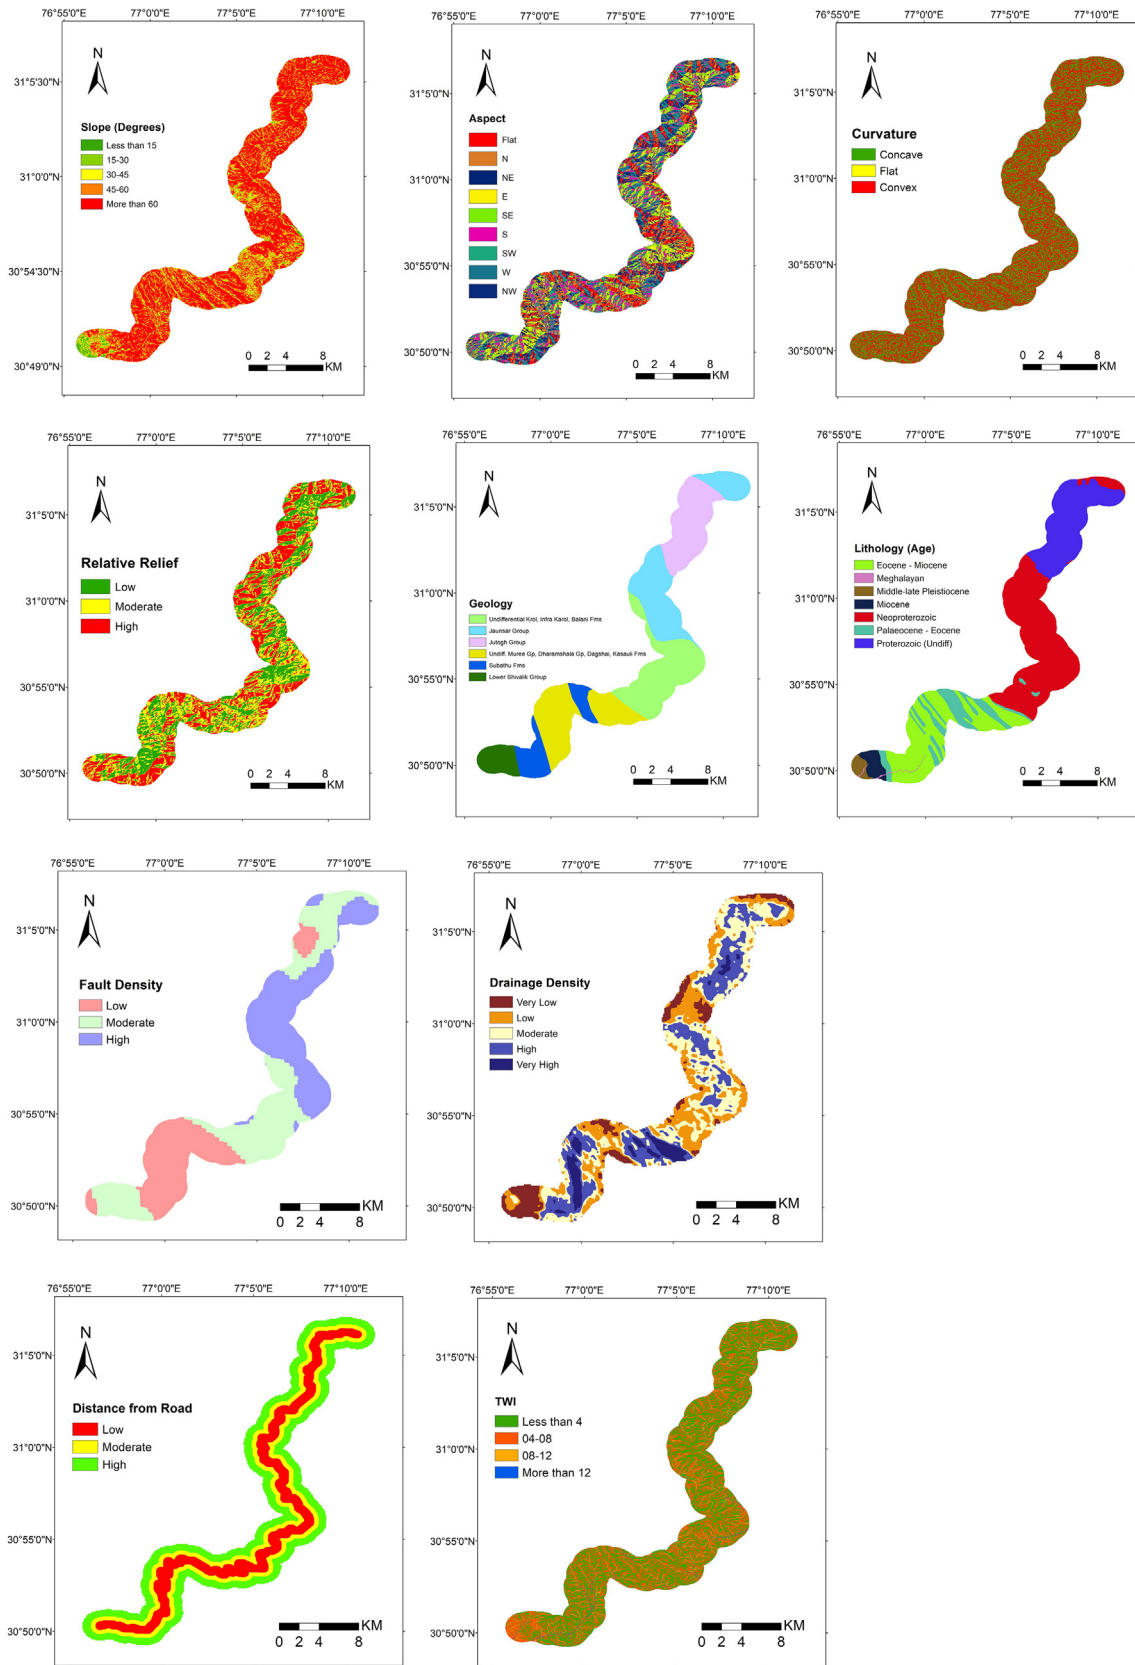 76°55'0"E 77°0'0"E 77°5'0"E 77°10'0"E
N
31°5'30"N
31°0'0"N
30°54'30"N
30°49'0"N
Slope (Degrees)
Less than 15
15-30
30-45
45-60
More than 60
0 2 4 8
KM
76°55'0"E 77°0'0"E 77°5'0"E 77°10'0"E
N
31°5'0"N
31°0'0"N
30°55'0"N
30°50'0"N
Aspect
Flat
N
NE
E
SE
S
SW
W
NW
0 2 4 8
KM
76°55'0"E 77°0'0"E 77°5'0"E 77°10'0"E
N
31°5'0"N
31°0'0"N
30°55'0"N
30°50'0"N
Curvature
Concave
Flat
Convex
0 2 4 8
KM
76°55'0"E 77°0'0"E 77°5'0"E 77°10'0"E
N
31°5'0"N
31°0'0"N
30°55'0"N
30°50'0"N
Relative Relief
Low
Moderate
High
0 2 4 8
KM
76°55'0"E 77°0'0"E 77°5'0"E 77°10'0"E
N
31°5'0"N
31°0'0"N
30°55'0"N
30°50'0"N
Geology
Undifferential Krol, Infra Karol, Balani Fms
Jaunsar Group
Jutogh Group
Undiff. Muree Gp, Dharamshala Gp, Dagshai, Kasauli Fms
Subathu Fms
Lower Shivalik Group
0 2 4 8
KM
76°55'0"E 77°0'0"E 77°5'0"E 77°10'0"E
N
31°5'0"N
31°0'0"N
30°55'0"N
30°50'0"N
Lithology (Age)
Eocene - Miocene
Meghalayan
Middle-late Pleistiocene
Miocene
Neoproterozoic
Palaeocene - Eocene
Proterozoic (Undiff)
0 2 4 8
KM
76°55'0"E 77°0'0"E 77°5'0"E 77°10'0"E
N
31°5'0"N
31°0'0"N
30°55'0"N
30°50'0"N
Fault Density
Low
Moderate
High
KM
0 2 4 8
76°55'0"E 77°0'0"E 77°5'0"E 77°10'0"E
N
31°5'0"N
31°0'0"N
30°55'0"N
30°50'0"N
Drainage Density
Very Low
Low
Moderate
High
Very High
KM
0 2 4 8
76°55'0"E 77°0'0"E 77°5'0"E 77°10'0"E
N
31°5'0"N
31°0'0"N
30°55'0"N
30°50'0"N
Distance from Road
Low
Moderate
High
KM
0 2 4 8
76°55'0"E 77°0'0"E 77°5'0"E 77°10'0"E
N
31°5'0"N
31°0'0"N
30°55'0"N
30°50'0"N
TWI
Less than 4
04-08
08-12
More than 12
KM
0 2 4 8